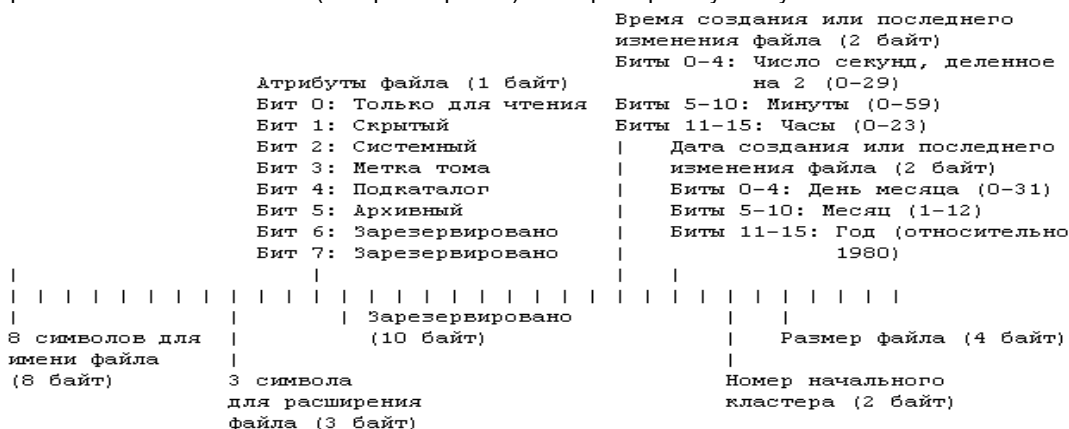 Время создания или последнего
изменения файла (2 байт)
Биты 0-4: Число секунд, деленное
на 2 (0-29)
Биты 5-10: Минуты (0-59)
Биты 11-15: Часы (0-23)
Атрибуты файла (1 байт)
Бит 0: Только для чтения
Бит 1: Скрытый
Бит 2: Системный
Бит 3: Метка тома
Бит 4: Подкаталог
Бит 5: Архивный
Бит 6: Зарезервировано
Бит 7: Зарезервировано
Дата создания или последнего
изменения файла (2 байт)
Биты 0-4: День месяца (0-31)
Биты 5-10: Месяц (1-12)
Биты 11-15: Год (относительно
1980)
8 символов для
имени файла
(8 байт)
3 символа
для расширения
файла (3 байт)
Зарезервировано
(10 байт)
Номер начального
кластера (2 байт)
Размер файла (4 байт)